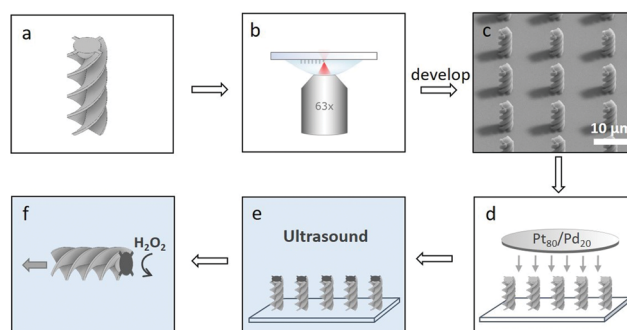 a
b
63x
develop
c
10 µm
d
Pt₈₀/Pd₂₀
e
Ultrasound
f
H₂O₂